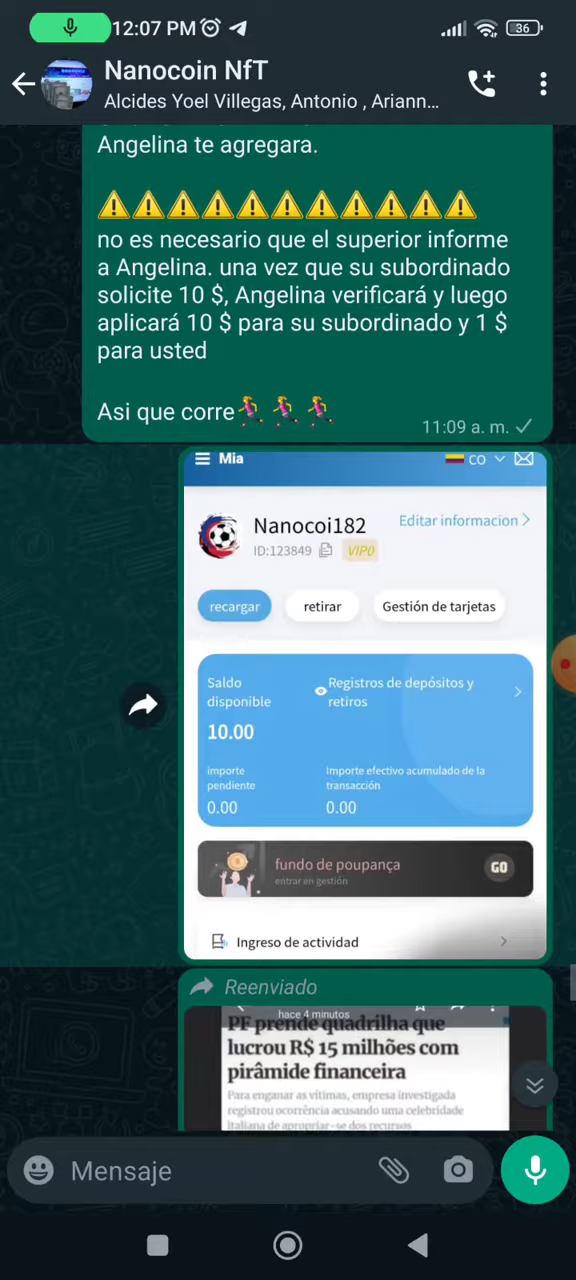 12:07 PM
36
Nanocoin NfT
Alcides Yoel Villegas, Antonio , Ariann...
Angelina te agregara.
no es necesario que el superior informe
a Angelina. una vez que su subordinado
solicite 10 $, Angelina verificará y luego
aplicará 10 $ para su subordinado y 1 $
para usted
Asi que corre
11:09 a. m.
Mia
CO
Nanocoi182
Editar informacion
ID:123849
VIP0
recargar
retirar
Gestión de tarjetas
Saldo
disponible
Registros de depósitos y
retiros
10.00
importe
pendiente
Importe efectivo acumulado de la
transacción
0.00
0.00
fundo de poupança
entrar en gestión
GO
Ingreso de actividad
Reenviado
hace 4 minutos
PF prende quadrilha que
lucrou R$ 15 milhões com
pirâmide financeira
Para enganar as vítimas, empresa investigada
registrou ocorrência acusando uma celebridade
italiana de apropriar-se dos recursos
Mensaje